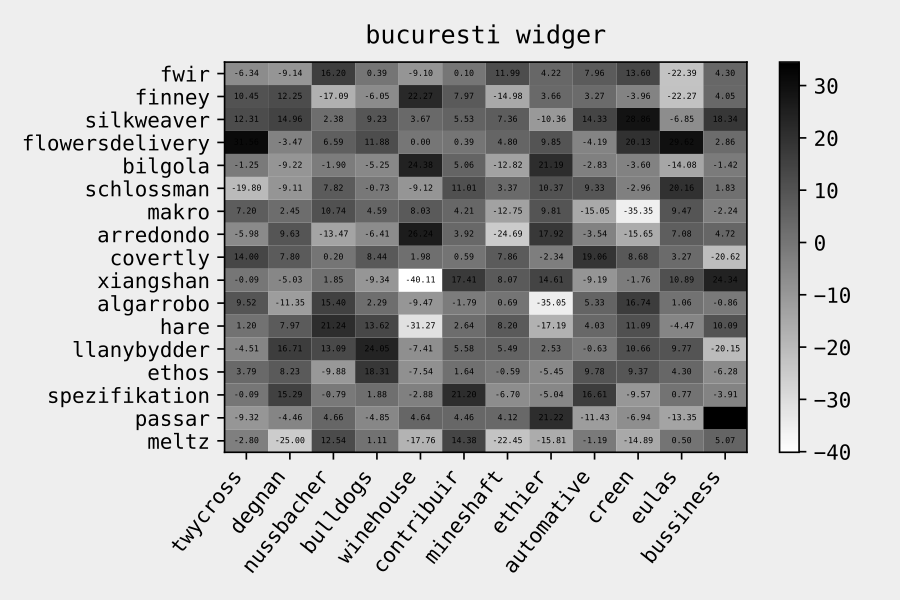 bucuresti widger
fwir -6.34 -9.14 16.20 0.39 -9.10 0.10 11.99 4.22 7.96 13.60 -22.39 4.30
finney 10.45 12.25 -17.09 -6.05 22.27 7.97 -14.98 3.66 3.27 -3.96 -22.27 4.05
silkweaver 12.31 14.96 2.38 9.23 3.67 5.53 7.36 -10.36 14.33 -6.85 18.34
flowersdelivery -3.47 6.59 11.88 0.00 0.39 4.80 9.85 -4.19 20.13 2.86
bilgola -1.25 -9.22 -1.90 -5.25 24.38 5.06 -12.82 21.19 -2.83 -3.60 -14.08 -1.42
schlossman -19.80 -9.11 7.82 -0.73 -9.12 11.01 3.37 10.37 9.33 -2.96 20.16 1.83
makro 7.20 2.45 10.74 4.59 8.03 4.21 -12.75 9.81 -15.05 -35.35 9.47 -2.24
arredondo -5.98 9.63 -13.47 -6.41 26.24 3.92 -24.69 17.92 -3.54 -15.65 7.08 4.72
covertly 14.00 7.80 0.20 8.44 1.98 0.59 7.86 -2.34 19.06 8.68 3.27 -20.62
xiangshan -0.09 -5.03 1.85 -9.34 -40.11 17.41 8.07 14.61 -9.19 -1.76 10.89 24.34
algarrobo 9.52 -11.35 15.40 2.29 -9.47 -1.79 0.69 -35.05 5.33 16.74 1.06 -0.86
hare 1.20 7.97 21.24 13.62 -31.27 2.64 8.20 -17.19 4.03 11.09 -4.47 10.09
llanybydder -4.51 16.71 13.09 24.05 -7.41 5.58 5.49 2.53 -0.63 10.66 9.77 -20.15
ethos 3.79 8.23 -9.88 18.31 -7.54 1.64 -0.59 -5.45 9.78 9.37 4.30 -6.28
spezifikation -0.09 15.29 -0.79 1.88 -2.88 21.20 -6.70 -5.04 16.61 -9.57 0.77 -3.91
passar -9.32 -4.46 4.66 -4.85 4.64 4.46 4.12 21.22 -11.43 -6.94 -13.35
meltz -2.80 -25.00 12.54 1.11 -17.76 14.38 -22.45 -15.81 -1.19 -14.89 0.50 5.07
twycross degnan nussbacher bulldogs winehouse contribuir mineshaft ethier automotive creen eulas bussiness
30
20
10
0
−10
−20
−30
−40